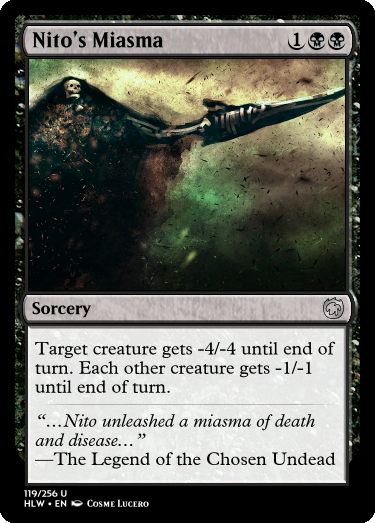 Nito's Miasma 1
Sorcery
Target creature gets -4/-4 until end of
turn. Each other creature gets -1/-1
until end of turn.
“...Nito unleashed a miasma of death
and disease...”
—The Legend of the Chosen Undead
119/256 U
HLW • EN Cosme Lucero